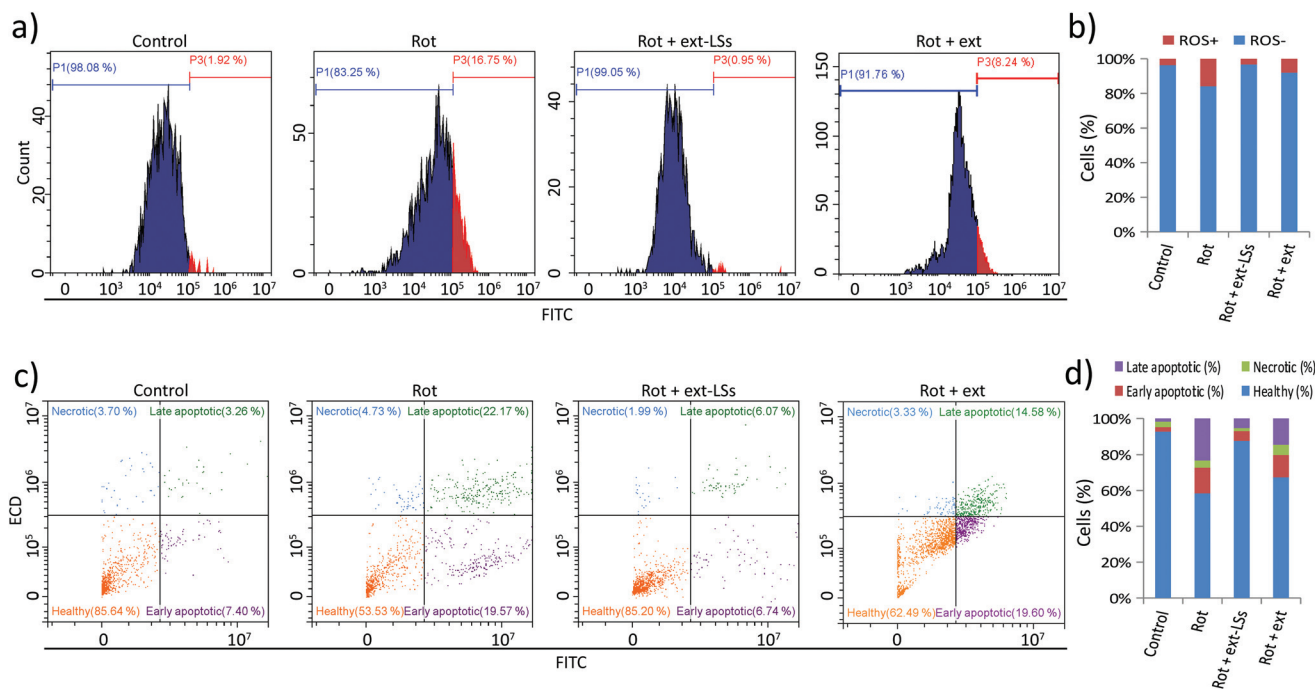 a)
Control
P1(98.08 %)
P3(1.92 %)
Count
40
20
0
0 10³ 10⁴ 10⁵ 10⁶ 10⁷
Rot
P1(83.25 %)
P3(16.75 %)
50
0
0 10³ 10⁴ 10⁵ 10⁶ 10⁷
Rot + ext-LSs
P1(99.05 %)
P3(0.95 %)
40
20
0
0 10³ 10⁴ 10⁵ 10⁶ 10⁷
Rot + ext
P1(91.76 %)
P3(8.24 %)
150
100
50
0
0 10³ 10⁴ 10⁵ 10⁶ 10⁷
FITC
b)
ROS+ ROS-
Cells (%)
100%
80%
60%
40%
20%
0%
Control
Rot
Rot + ext-LSs
Rot + ext
c)
Control
Necrotic(3.70 %) Late apoptotic(3.26 %)
ECD
10⁷
10⁶
10⁵
0
Healthy(85.64 %) Early apoptotic(7.40 %)
0 10⁷
Rot
Necrotic(4.73 %) Late apoptotic(22.17 %)
10⁷
10⁶
10⁵
0
Healthy(53.53 %) Early apoptotic(19.57 %)
0 10⁷
Rot + ext-LSs
Necrotic(1.99 %) Late apoptotic(6.07 %)
10⁷
10⁶
10⁵
0
Healthy(85.20 %) Early apoptotic(6.74 %)
0 10⁷
Rot + ext
Necrotic(3.33 %) Late apoptotic(14.58 %)
10⁷
10⁶
10⁵
0
Healthy(62.49 %) Early apoptotic(19.60 %)
0 10⁷
FITC
d)
Late apoptotic (%) Necrotic (%)
Early apoptotic (%) Healthy (%)
Cells (%)
100%
80%
60%
40%
20%
0%
Control
Rot
Rot + ext-LSs
Rot + ext